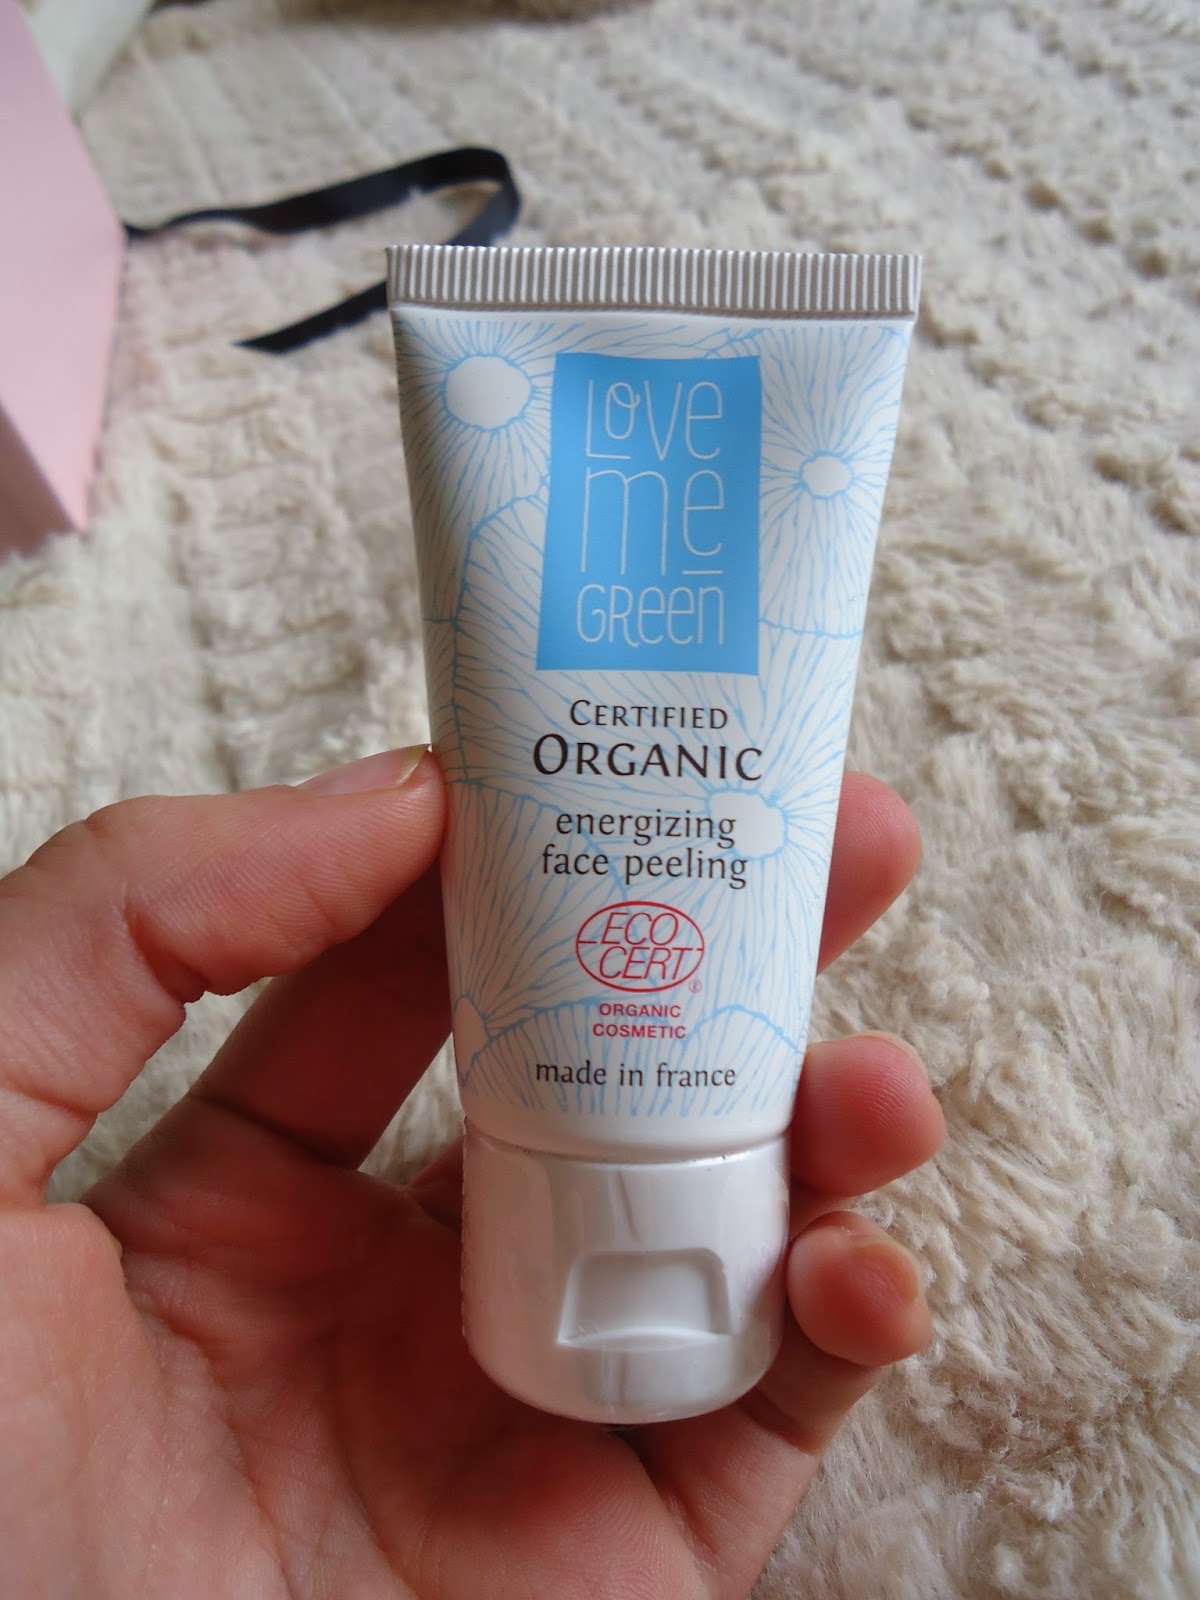 Love
me
Green
CERTIFIED
ORGANIC
energizing
face peeling
ECO
CERT®
ORGANIC
COSMETIC
made in france